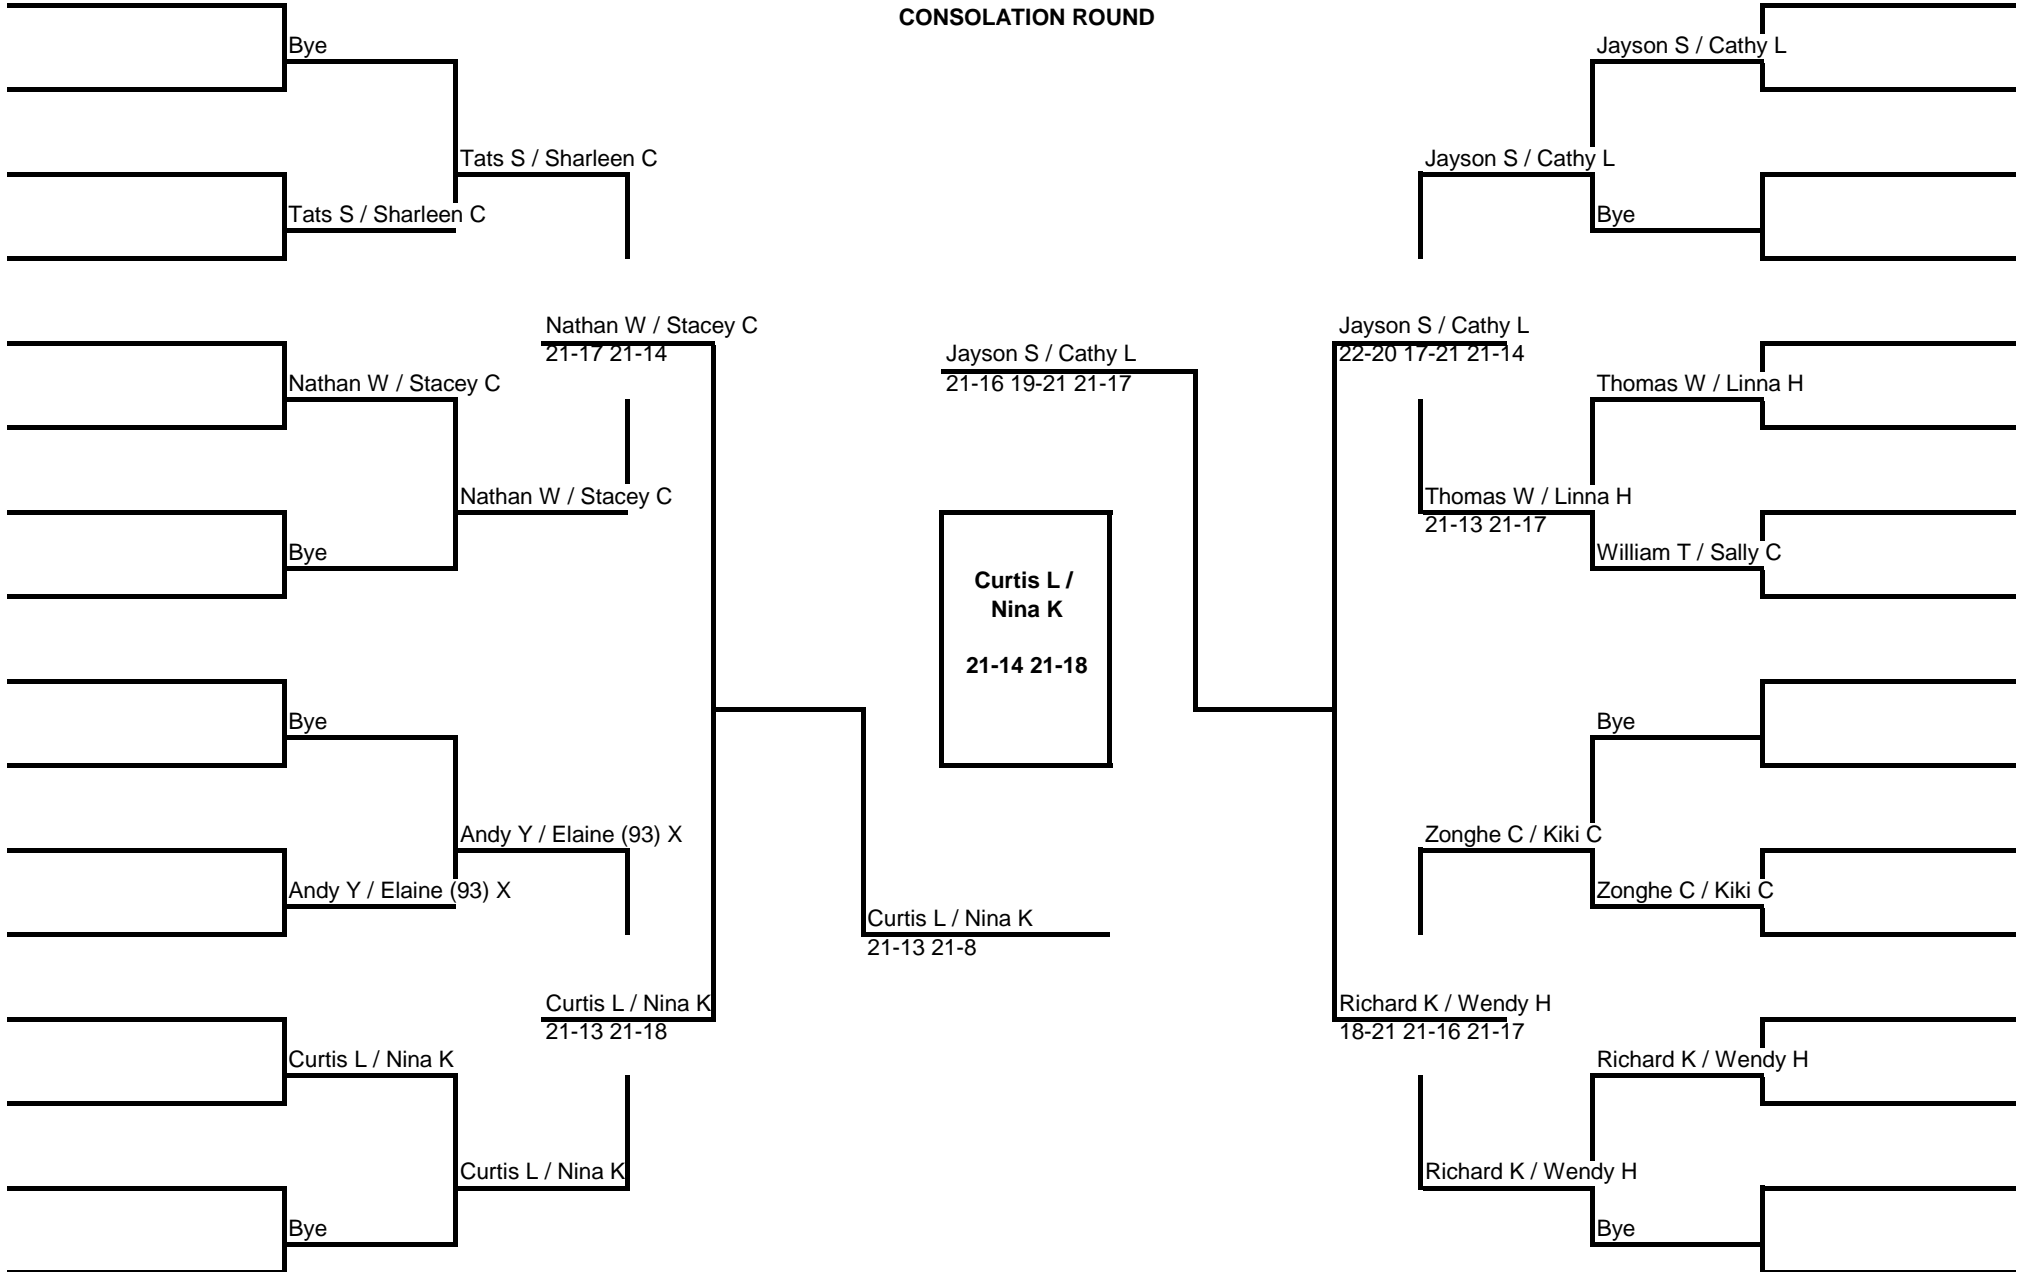 CONSOLATION ROUND
Bye
Jayson S / Cathy L
Tats S / Sharleen C
Jayson S / Cathy L
Tats S / Sharleen C
Bye
Nathan W / Stacey C
21-17 21-14
Jayson S / Cathy L
21-16 19-21 21-17
Jayson S / Cathy L
22-20 17-21 21-14
Nathan W / Stacey C
Thomas W / Linna H
Nathan W / Stacey C
Thomas W / Linna H
21-13 21-17
Bye
William T / Sally C
Curtis L /
Nina K
21-14 21-18
Bye
Bye
Andy Y / Elaine (93) X
Zonghe C / Kiki C
Andy Y / Elaine (93) X
Zonghe C / Kiki C
Curtis L / Nina K
21-13 21-8
Curtis L / Nina K
21-13 21-18
Richard K / Wendy H
18-21 21-16 21-17
Curtis L / Nina K
Richard K / Wendy H
Curtis L / Nina K
Richard K / Wendy H
Bye
Bye